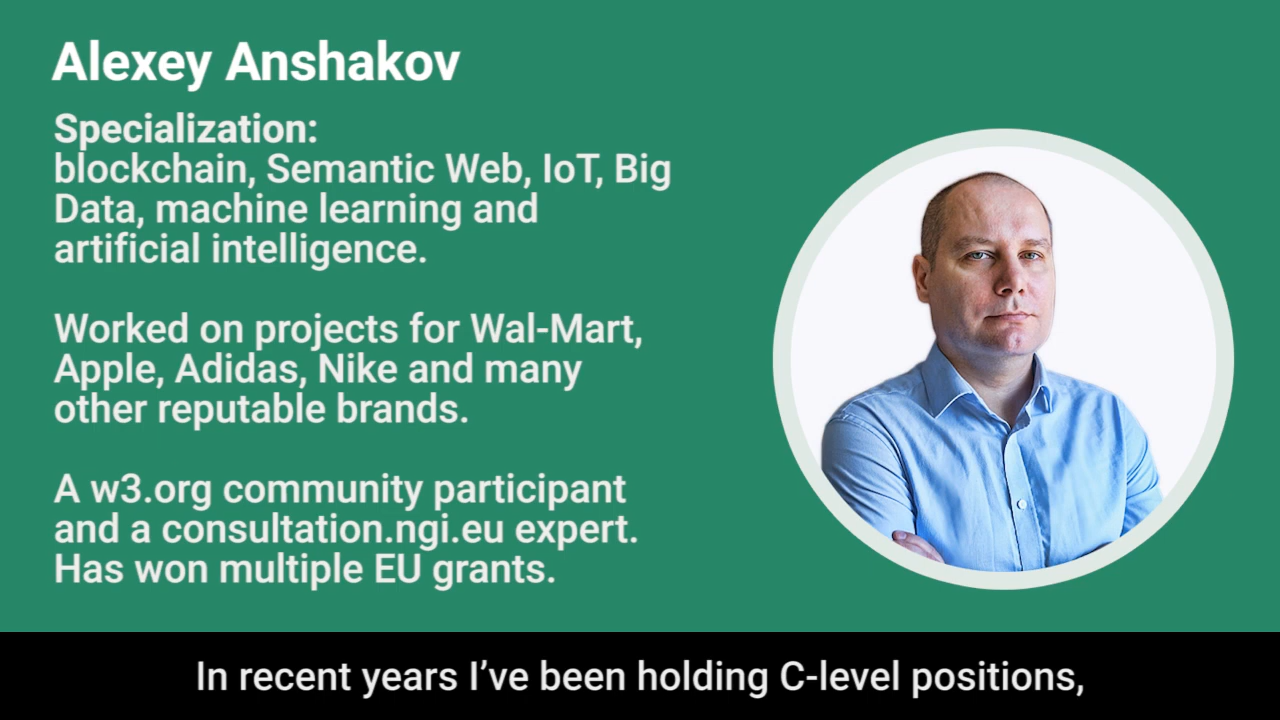 Alexey Anshakov
Specialization:
blockchain, Semantic Web, IoT, Big
Data, machine learning and
artificial intelligence.
Worked on projects for Wal-Mart,
Apple, Adidas, Nike and many
other reputable brands.
A w3.org community participant
and a consultation.ngi.eu expert.
Has won multiple EU grants.
In recent years I’ve been holding C-level positions,